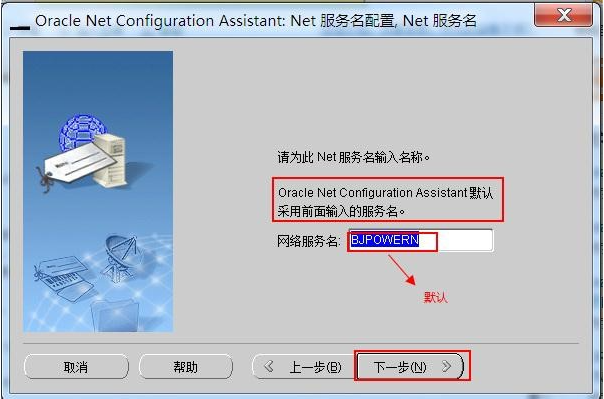 Oracle Net Configuration Assistant: Net 服务名配置, Net 服务名
请为此 Net 服务名输入名称。
Oracle Net Configuration Assistant 默认
采用前面输入的服务名。
网络服务名: BJPOWERN
默认
取消 帮助 上一步(B) 下一步(N)